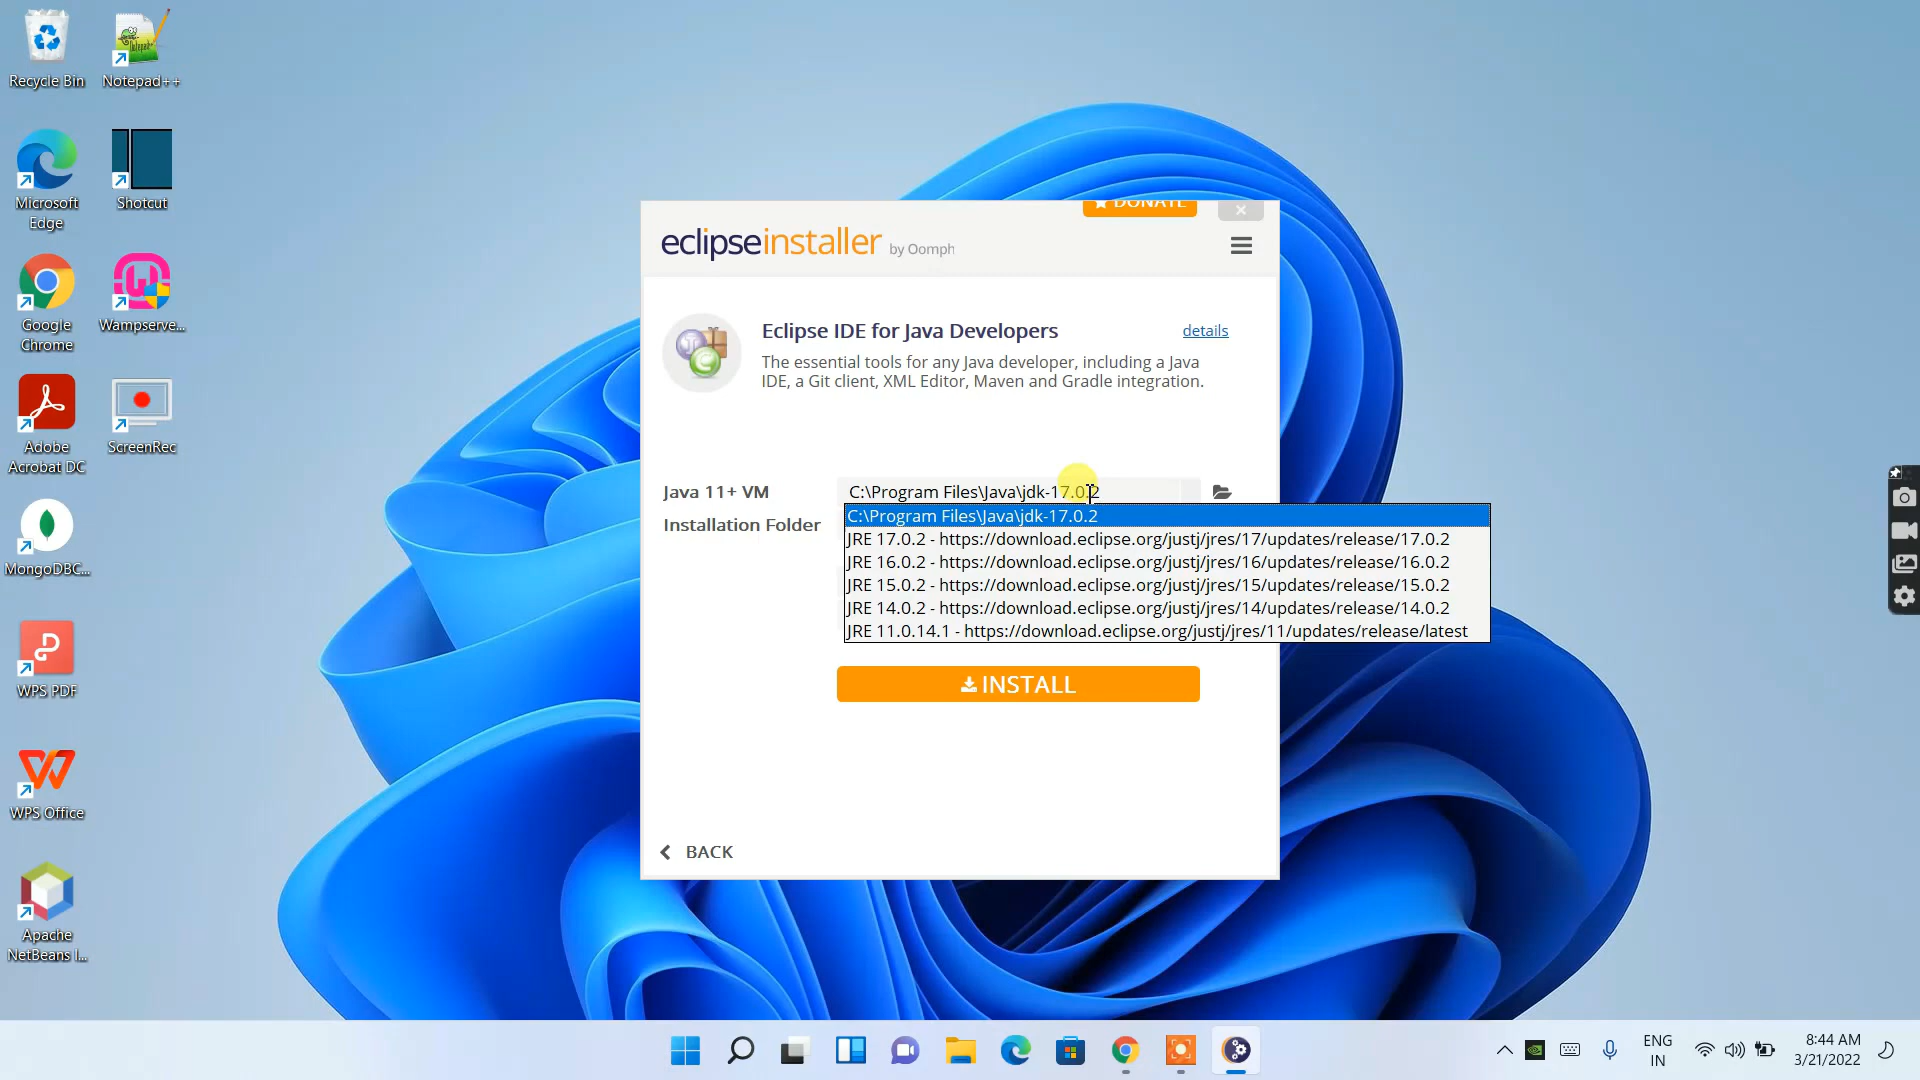 Recycle Bin
Notepad++
Microsoft
Edge
Shotcut
Google
Chrome
Wampserve...
Adobe
Acrobat DC
ScreenRec
MongoDBC...
WPS PDF
WPS Office
Apache
NetBeans I...
DONATE
eclipseinstaller by Oomph
Eclipse IDE for Java Developers
details
The essential tools for any Java developer, including a Java
IDE, a Git client, XML Editor, Maven and Gradle integration.
Java 11+ VM
C:\Program Files\Java\jdk-17.0.2
Installation Folder
C:\Program Files\Java\jdk-17.0.2
JRE 17.0.2 - https://download.eclipse.org/justj/jres/17/updates/release/17.0.2
JRE 16.0.2 - https://download.eclipse.org/justj/jres/16/updates/release/16.0.2
JRE 15.0.2 - https://download.eclipse.org/justj/jres/15/updates/release/15.0.2
JRE 14.0.2 - https://download.eclipse.org/justj/jres/14/updates/release/14.0.2
JRE 11.0.14.1 - https://download.eclipse.org/justj/jres/11/updates/release/latest
INSTALL
BACK
ENG
IN
8:44 AM
3/21/2022